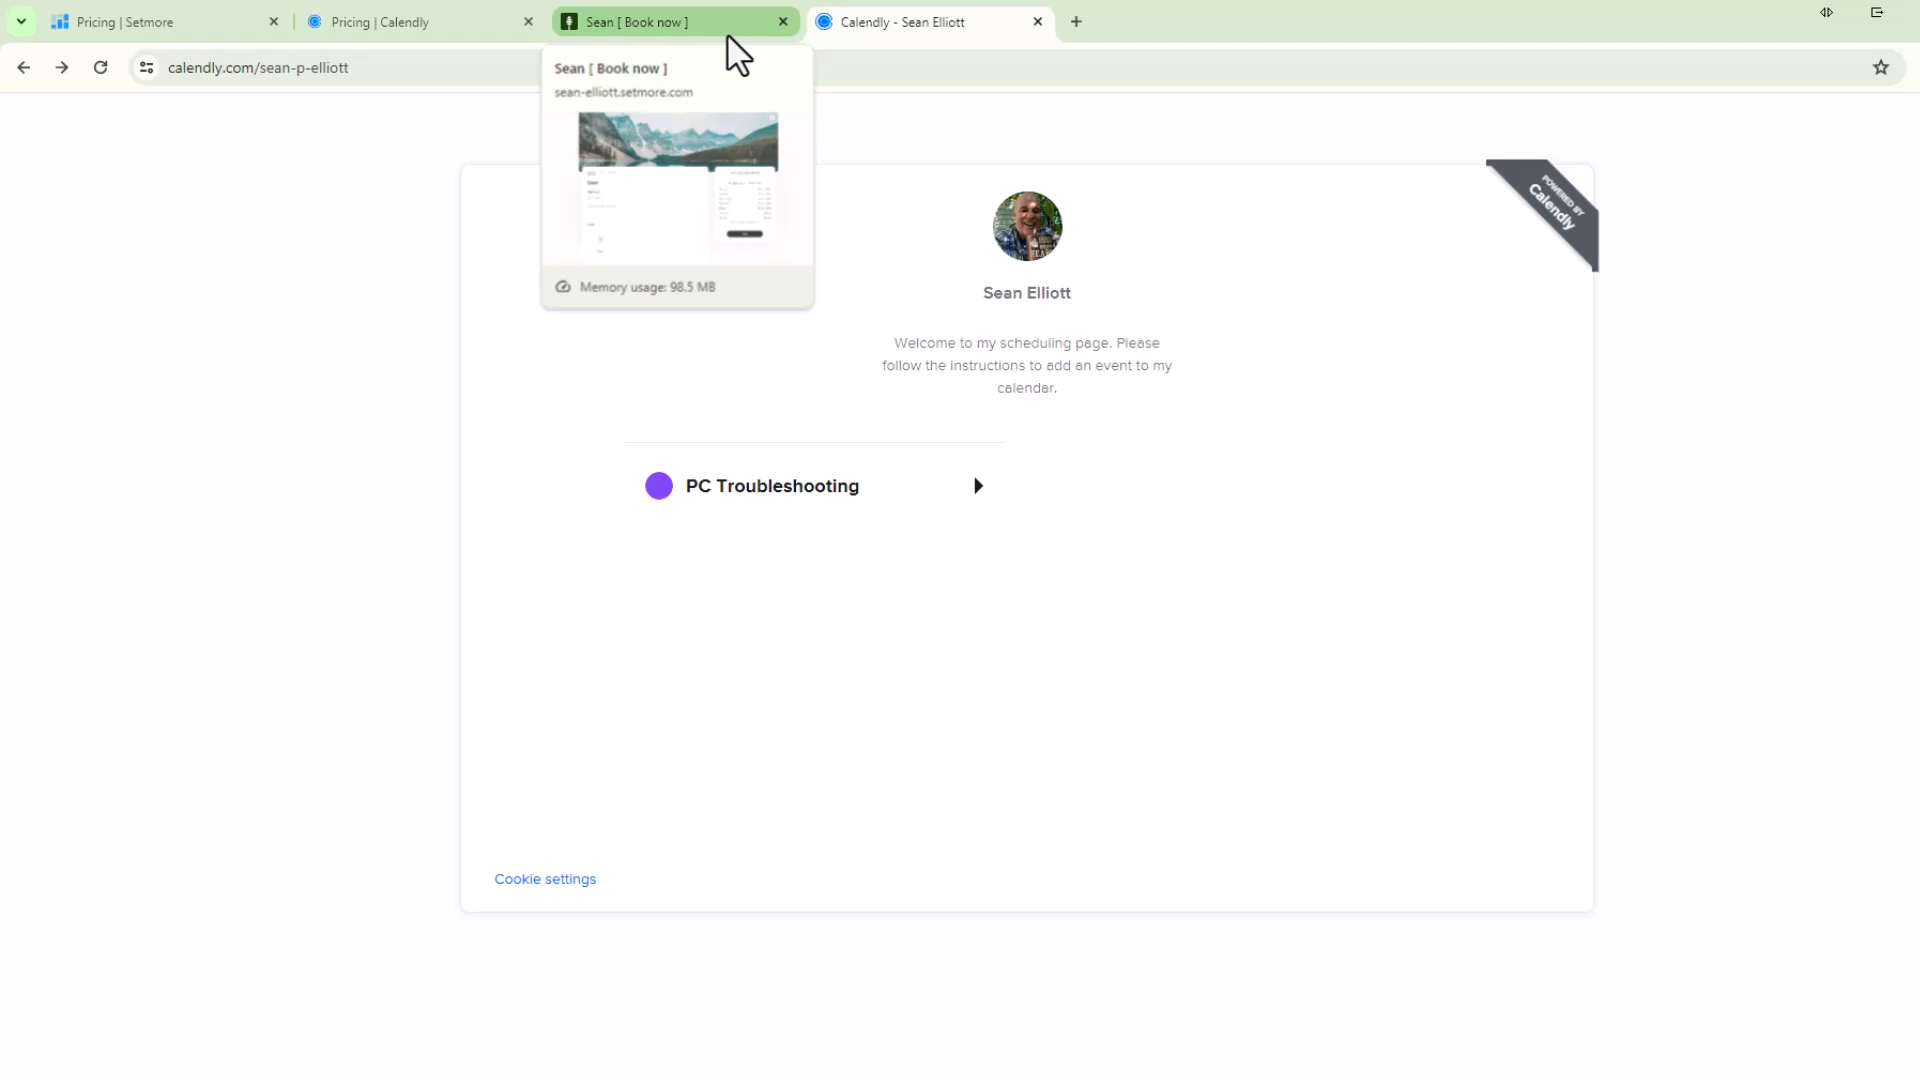 Pricing | Setmore
Pricing | Calendly
Sean [ Book now ]
Calendly - Sean Elliott
calendly.com/sean-p-elliott
Sean [ Book now ]
sean-elliott.setmore.com
Memory usage: 98.5 MB
POWERED BY
Calendly
Sean Elliott
Welcome to my scheduling page. Please
follow the instructions to add an event to my
calendar.
PC Troubleshooting
Cookie settings